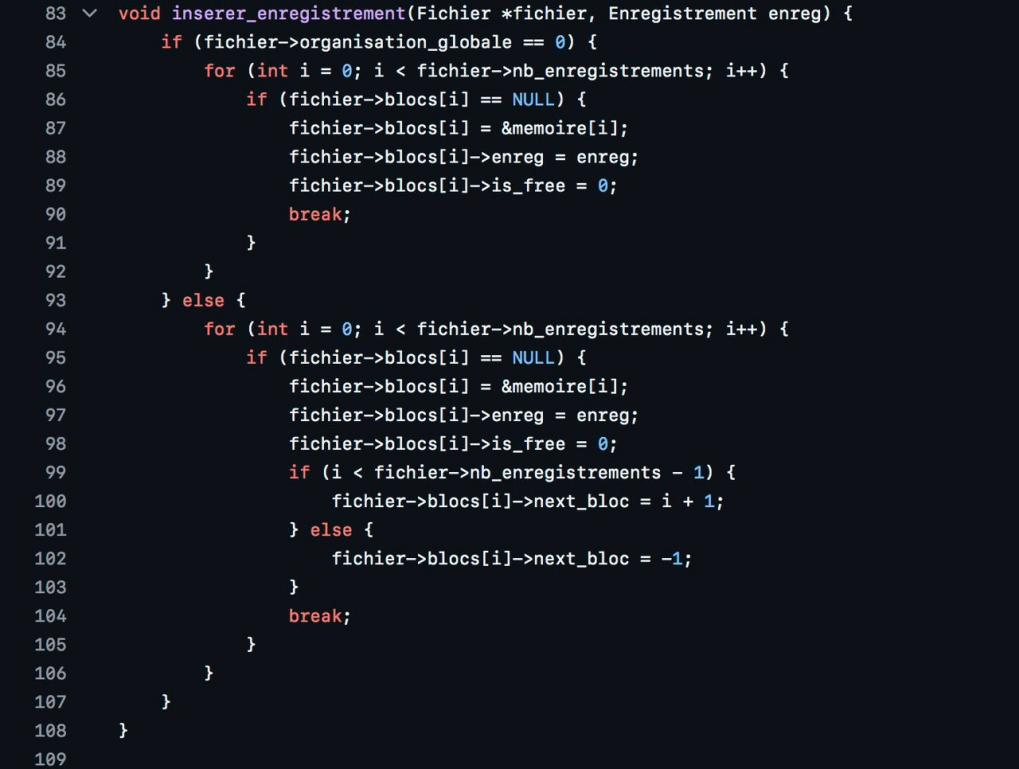 83 void inserer_enregistrement(Fichier *fichier, Enregistrement enreg) {
84 if (fichier->organisation_globale == 0) {
85 for (int i = 0; i < fichier->nb_enregistrements; i++) {
86 if (fichier->blocs[i] == NULL) {
87 fichier->blocs[i] = &memoire[i];
88 fichier->blocs[i]->enreg = enreg;
89 fichier->blocs[i]->is_free = 0;
90 break;
91 }
92 }
93 } else {
94 for (int i = 0; i < fichier->nb_enregistrements; i++) {
95 if (fichier->blocs[i] == NULL) {
96 fichier->blocs[i] = &memoire[i];
97 fichier->blocs[i]->enreg = enreg;
98 fichier->blocs[i]->is_free = 0;
99 if (i < fichier->nb_enregistrements - 1) {
100 fichier->blocs[i]->next_bloc = i + 1;
101 } else {
102 fichier->blocs[i]->next_bloc = -1;
103 }
104 break;
105 }
106 }
107 }
108 }
109